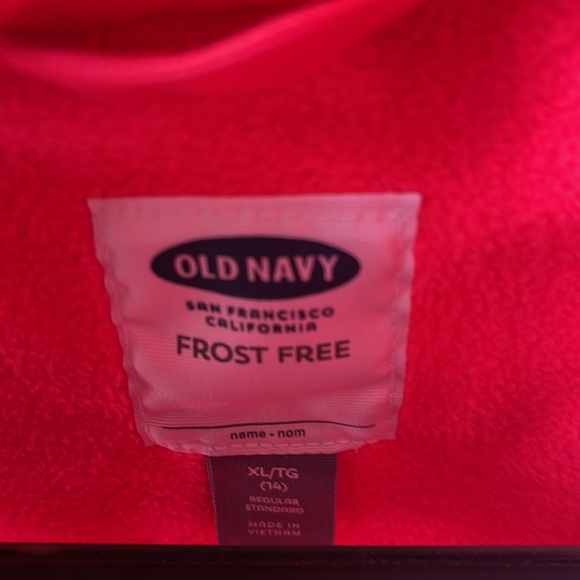 OLD NAVY
SAN FRANCISCO
CALIFORNIA
FROST FREE
name - nom
XL/TG
(14)
REGULAR
STANDARD
MADE IN
VIETNAM